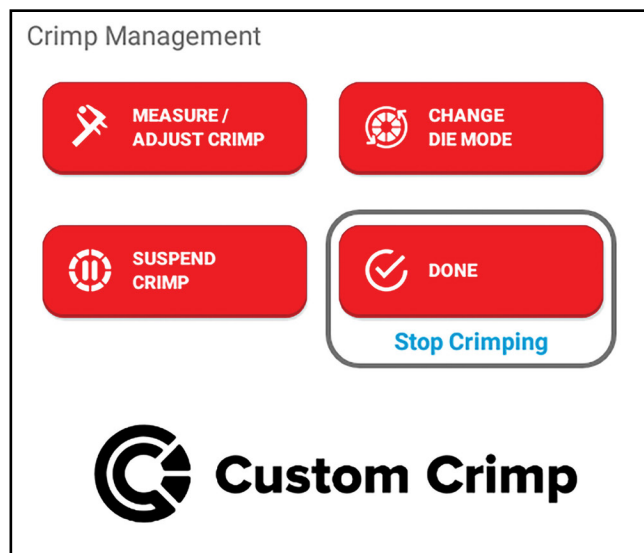 Crimp Management
MEASURE /
ADJUST CRIMP
CHANGE
DIE MODE
SUSPEND
CRIMP
DONE
Stop Crimping
Custom Crimp